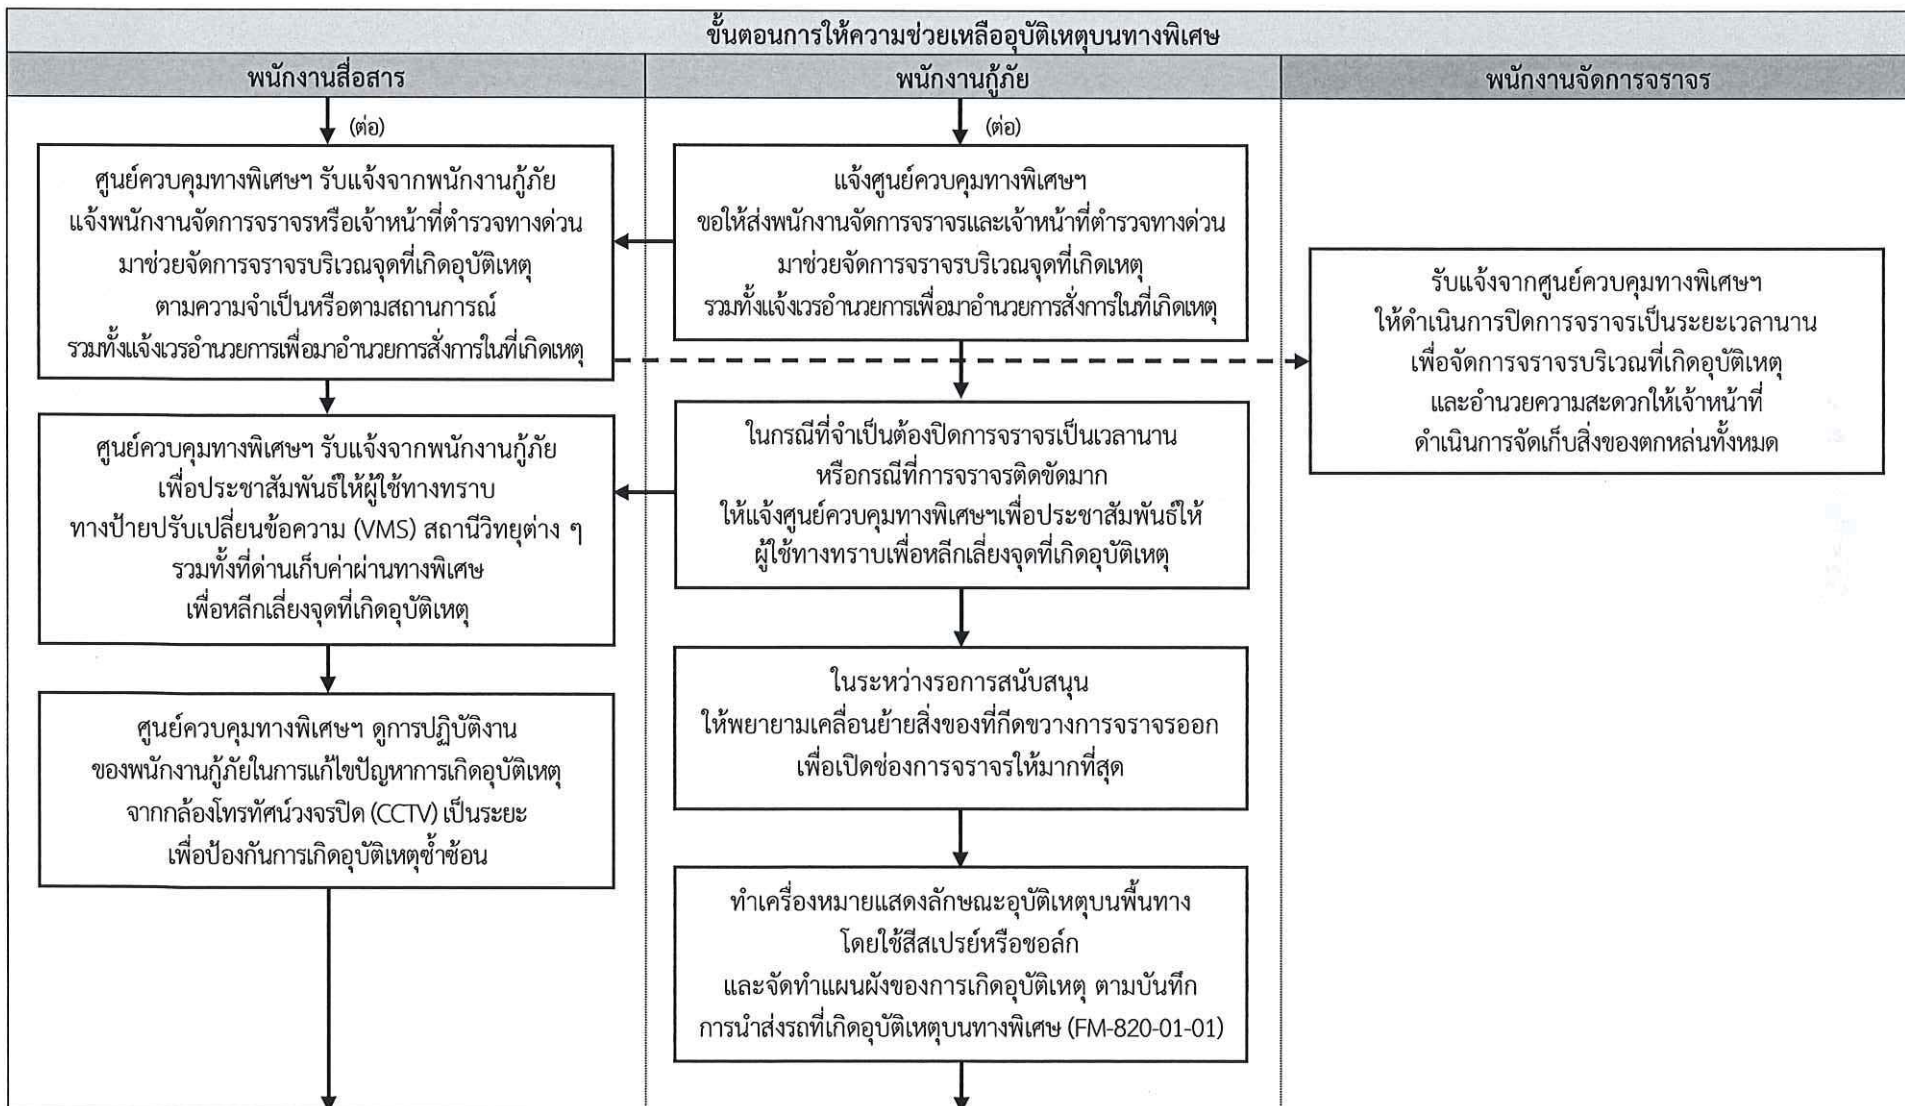 ขั้นตอนการให้ความช่วยเหลืออุบัติเหตุบนทางพิเศษ
พนักงานสื่อสาร
พนักงานกู้ภัย
พนักงานจัดการจราจร
(ต่อ)
ศูนย์ควบคุมทางพิเศษฯ รับแจ้งจากพนักงานกู้ภัย
แจ้งพนักงานจัดการจราจรหรือเจ้าหน้าที่ตำรวจทางด่วน
มาช่วยจัดการจราจรบริเวณจุดที่เกิดอุบัติเหตุ
ตามความจำเป็นหรือตามสถานการณ์
รวมทั้งแจ้งเวรอำนวยการเพื่อมาอำนวยการสั่งการในที่เกิดเหตุ
ศูนย์ควบคุมทางพิเศษฯ รับแจ้งจากพนักงานกู้ภัย
เพื่อประชาสัมพันธ์ให้ผู้ใช้ทางทราบ
ทางป้ายปรับเปลี่ยนข้อความ (VMS) สถานีวิทยุต่าง ๆ
รวมทั้งที่ด่านเก็บค่าผ่านทางพิเศษ
เพื่อหลีกเลี่ยงจุดที่เกิดอุบัติเหตุ
ศูนย์ควบคุมทางพิเศษฯ ดูการปฏิบัติงาน
ของพนักงานกู้ภัยในการแก้ไขปัญหาการเกิดอุบัติเหตุ
จากกล้องโทรทัศน์วงจรปิด (CCTV) เป็นระยะ
เพื่อป้องกันการเกิดอุบัติเหตุซ้ำซ้อน
(ต่อ)
แจ้งศูนย์ควบคุมทางพิเศษฯ
ขอให้ส่งพนักงานจัดการจราจรและเจ้าหน้าที่ตำรวจทางด่วน
มาช่วยจัดการจราจรบริเวณจุดที่เกิดเหตุ
รวมทั้งแจ้งเวรอำนวยการเพื่อมาอำนวยการสั่งการในที่เกิดเหตุ
ในกรณีที่จำเป็นต้องปิดการจราจรเป็นเวลานาน
หรือกรณีที่การจราจรติดขัดมาก
ให้แจ้งศูนย์ควบคุมทางพิเศษฯเพื่อประชาสัมพันธ์ให้
ผู้ใช้ทางทราบเพื่อหลีกเลี่ยงจุดที่เกิดอุบัติเหตุ
ในระหว่างรอการสนับสนุน
ให้พยายามเคลื่อนย้ายสิ่งของที่กีดขวางการจราจรออก
เพื่อเปิดช่องการจราจรให้มากที่สุด
ทำเครื่องหมายแสดงลักษณะอุบัติเหตุบนพื้นทาง
โดยใช้สีสเปรย์หรือชอล์ก
และจัดทำแผนผังของการเกิดอุบัติเหตุ ตามบันทึก
การนำส่งรถที่เกิดอุบัติเหตุบนทางพิเศษ (FM-820-01-01)
รับแจ้งจากศูนย์ควบคุมทางพิเศษฯ
ให้ดำเนินการปิดการจราจรเป็นระยะเวลานาน
เพื่อจัดการจราจรบริเวณที่เกิดอุบัติเหตุ
และอำนวยความสะดวกให้เจ้าหน้าที่
ดำเนินการจัดเก็บสิ่งของตกหล่นทั้งหมด